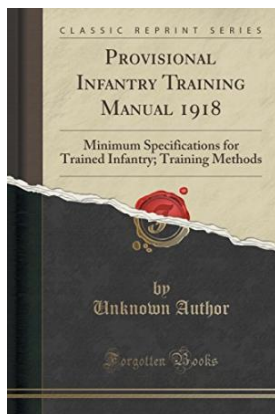 CLASSIC REPRINT SERIES
PROVISIONAL
INFANTRY TRAINING
MANUAL 1918
Minimum Specifications for
Trained Infantry; Training Methods
by
Unknown Author
Forgotten Books